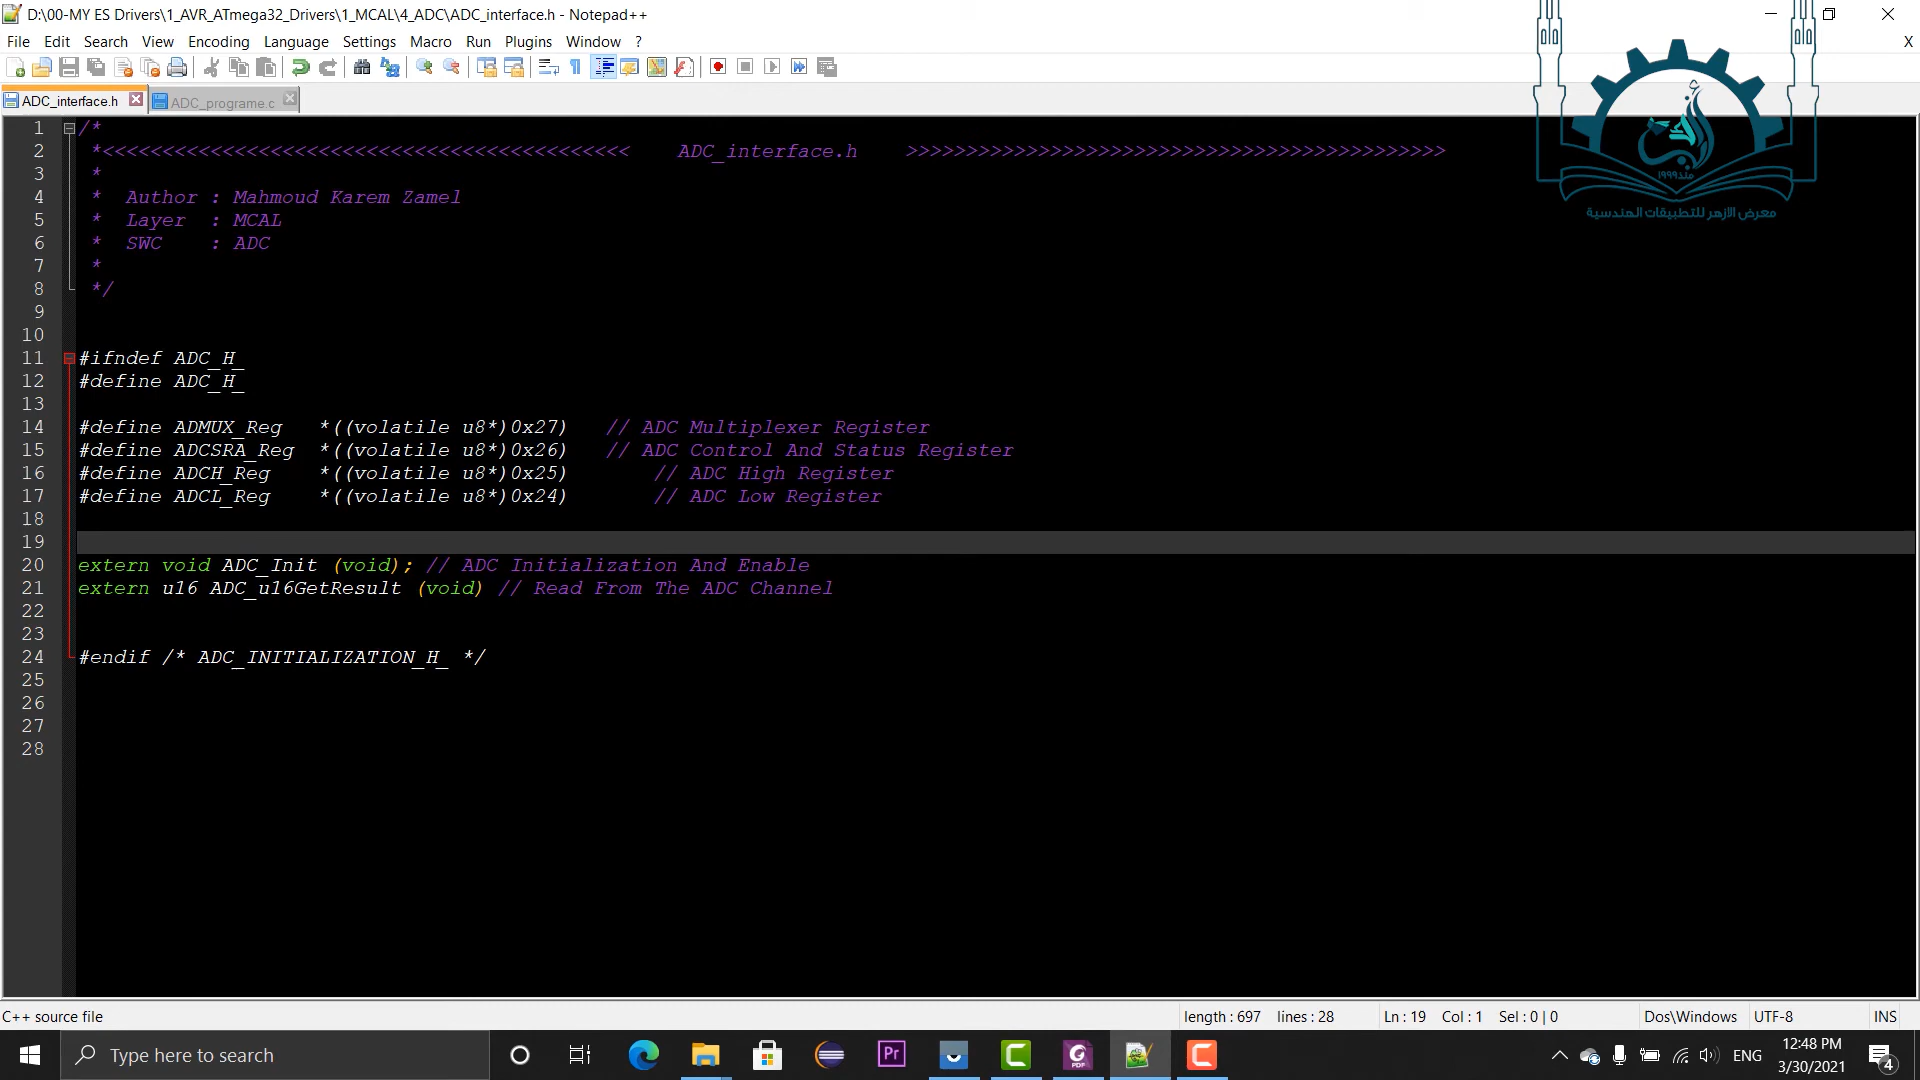 D:\00-MY ES Drivers\1_AVR_ATmega32_Drivers\1_MCAL\4_ADC\ADC_interface.h - Notepad++
File Edit Search View Encoding Language Settings Macro Run Plugins Window ? X
ADC_interface.h ADC_programe.c
1 /*
2 *<<<<<<<<<<<<<<<<<<<<<<<<<<<<<<<<<<<<<<<<<<<< ADC_interface.h >>>>>>>>>>>>>>>>>>>>>>>>>>>>>>>>>>>>>>>>>>>>>
3 *
4 * Author : Mahmoud Karem Zamel
5 * Layer : MCAL
6 * SWC : ADC
7 *
8 */
9
10
11 #ifndef ADC_H_
12 #define ADC_H_
13
14 #define ADMUX_Reg *((volatile u8*)0x27) // ADC Multiplexer Register
15 #define ADCSRA_Reg *((volatile u8*)0x26) // ADC Control And Status Register
16 #define ADCH_Reg *((volatile u8*)0x25) // ADC High Register
17 #define ADCL_Reg *((volatile u8*)0x24) // ADC Low Register
18
19
20 extern void ADC_Init (void); // ADC Initialization And Enable
21 extern u16 ADC_u16GetResult (void) // Read From The ADC Channel
22
23
24 #endif /* ADC_INITIALIZATION_H_ */
25
26
27
28
منذ ١٩٩٩
معرض الازهر للتطبيقات الهندسية
C++ source file length : 697 lines : 28 Ln : 19 Col : 1 Sel : 0 | 0 Dos\Windows UTF-8 INS
Type here to search
Pr
PDF
ENG
12:48 PM
3/30/2021
4